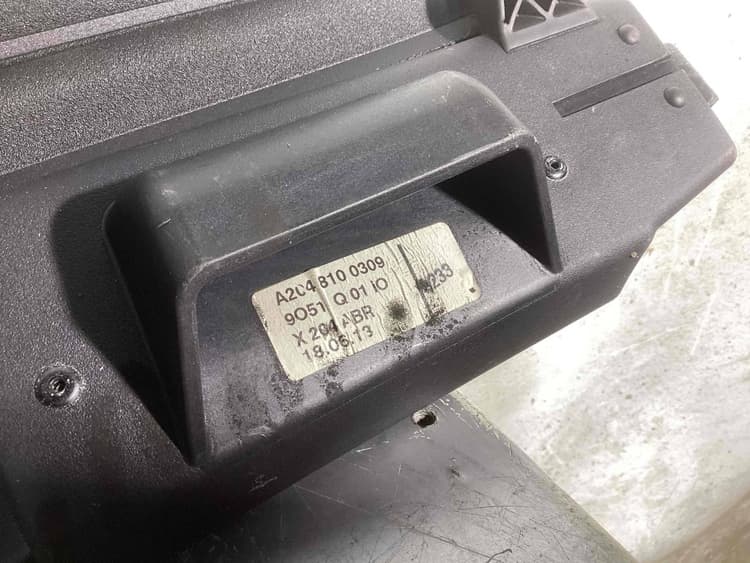 A204 810 0309
9051 Q 01 IO
X 204 ABR
18.06.13